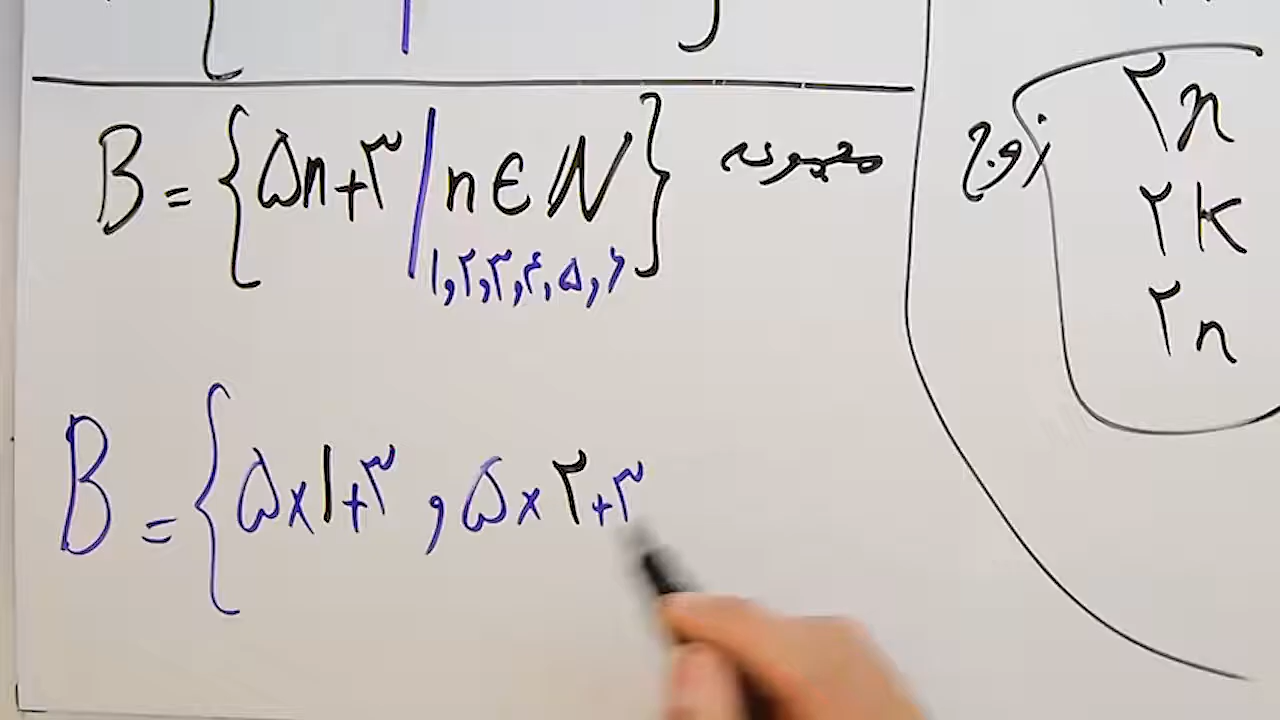 B = {۵n+۳ | n ∈ N} مجموعه
۱,۲,۳,۴,۵,۶
B = { ۵×۱+۳ , ۵×۲+۳
زوج
۲n
۲k
۲n